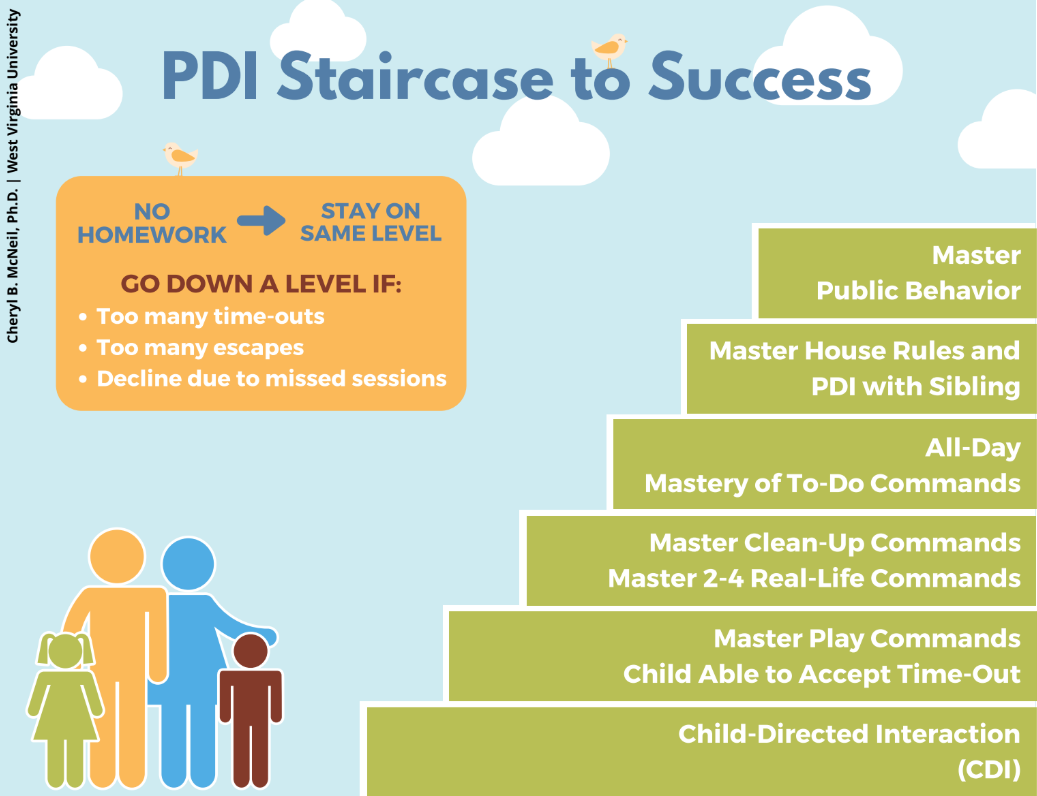 PDI Staircase to Success
Cheryl B. McNeil, Ph.D. | West Virginia University
NO
HOMEWORK
STAY ON
SAME LEVEL
GO DOWN A LEVEL IF:
• Too many time-outs
• Too many escapes
• Decline due to missed sessions
Master
Public Behavior
Master House Rules and
PDI with Sibling
All-Day
Mastery of To-Do Commands
Master Clean-Up Commands
Master 2-4 Real-Life Commands
Master Play Commands
Child Able to Accept Time-Out
Child-Directed Interaction
(CDI)